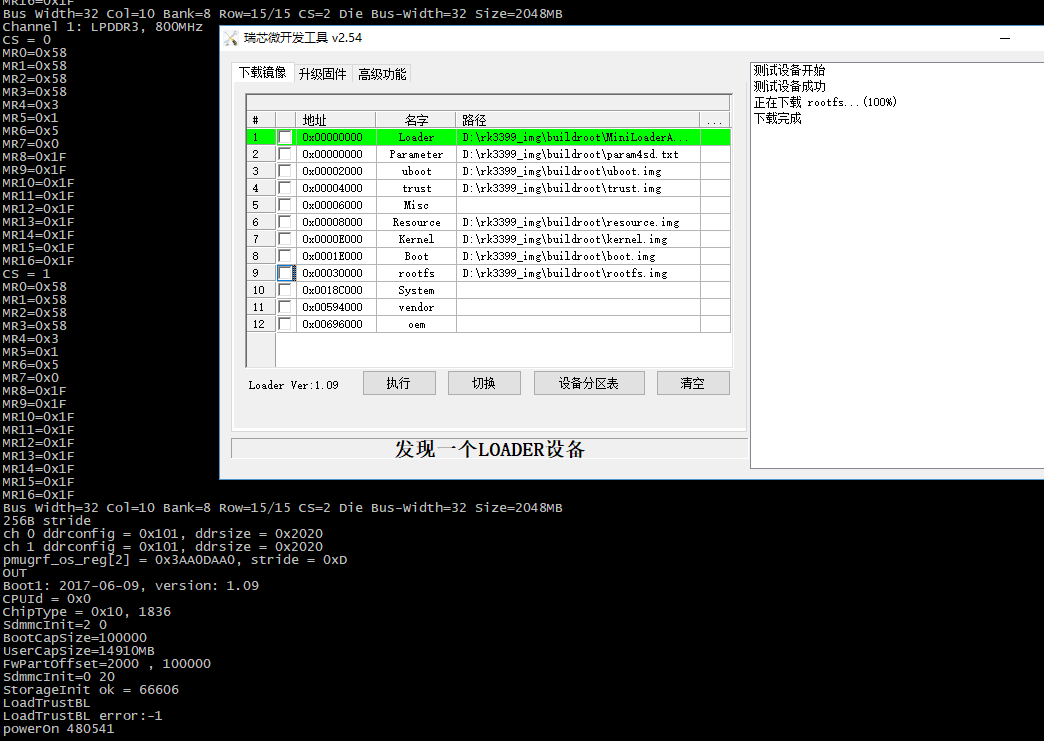 MR16=0x1F
Bus Width=32 Col=10 Bank=8 Row=15/15 CS=2 Die Bus-Width=32 Size=2048MB
Channel 1: LPDDR3, 800MHz
CS = 0
MR0=0x58
MR1=0x58
MR2=0x58
MR3=0x58
MR4=0x3
MR5=0x1
MR6=0x5
MR7=0x0
MR8=0x1F
MR9=0x1F
MR10=0x1F
MR11=0x1F
MR12=0x1F
MR13=0x1F
MR14=0x1F
MR15=0x1F
MR16=0x1F
CS = 1
MR0=0x58
MR1=0x58
MR2=0x58
MR3=0x58
MR4=0x3
MR5=0x1
MR6=0x5
MR7=0x0
MR8=0x1F
MR9=0x1F
MR10=0x1F
MR11=0x1F
MR12=0x1F
MR13=0x1F
MR14=0x1F
MR15=0x1F
MR16=0x1F
Bus Width=32 Col=10 Bank=8 Row=15/15 CS=2 Die Bus-Width=32 Size=2048MB
256B stride
ch 0 ddrconfig = 0x101, ddrsize = 0x2020
ch 1 ddrconfig = 0x101, ddrsize = 0x2020
pmugrf_os_reg[2] = 0x3AA0DAA0, stride = 0xD
OUT
Boot1: 2017-06-09, version: 1.09
CPUId = 0x0
ChipType = 0x10, 1836
SdmmcInit=2 0
BootCapSize=100000
UserCapSize=14910MB
FwPartOffset=2000 , 100000
SdmmcInit=0 20
StorageInit ok = 66606
LoadTrustBL
LoadTrustBL error:-1
powerOn 480541
瑞芯微开发工具 v2.54
下载镜像 升级固件 高级功能
# 地址 名字 路径 ...
1 0x00000000 Loader D:\rk3399_img\buildroot\MiniLoaderA...
2 0x00000000 Parameter D:\rk3399_img\buildroot\param4sd.txt
3 0x00002000 uboot D:\rk3399_img\buildroot\uboot.img
4 0x00004000 trust D:\rk3399_img\buildroot\trust.img
5 0x00006000 Misc
6 0x00008000 Resource D:\rk3399_img\buildroot\resource.img
7 0x0000E000 Kernel D:\rk3399_img\buildroot\kernel.img
8 0x0001E000 Boot D:\rk3399_img\buildroot\boot.img
9 0x00030000 rootfs D:\rk3399_img\buildroot\rootfs.img
10 0x0018C000 System
11 0x00594000 vendor
12 0x00696000 oem
Loader Ver:1.09 执行 切换 设备分区表 清空
发现一个LOADER设备
测试设备开始
测试设备成功
正在下载 rootfs...(100%)
下载完成